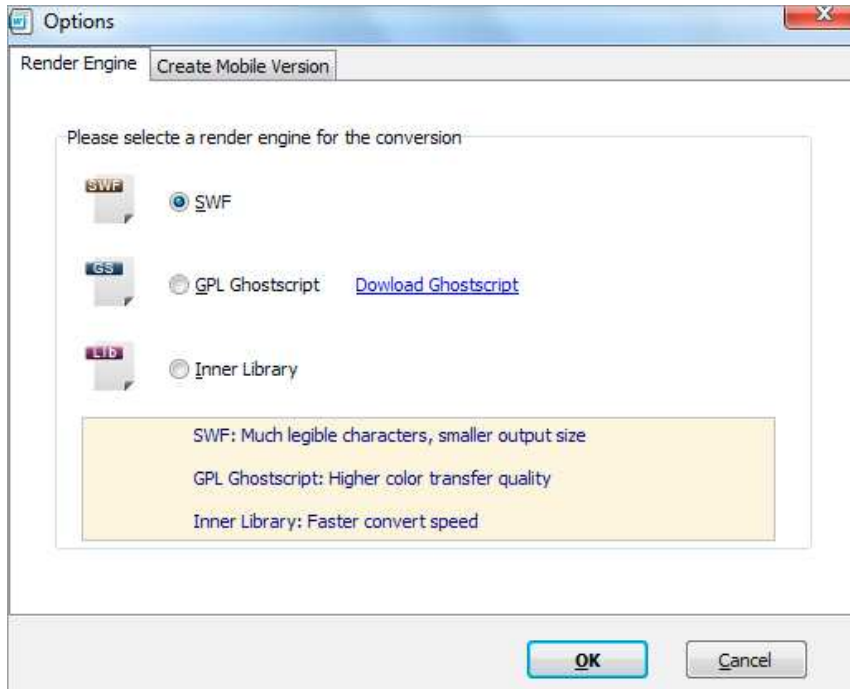 Options
Render Engine
Create Mobile Version
Please selecte a render engine for the conversion
SWF
SWF
GS
GPL Ghostscript Dowload Ghostscript
Lib
Inner Library
SWF: Much legible characters, smaller output size
GPL Ghostscript: Higher color transfer quality
Inner Library: Faster convert speed
OK
Cancel